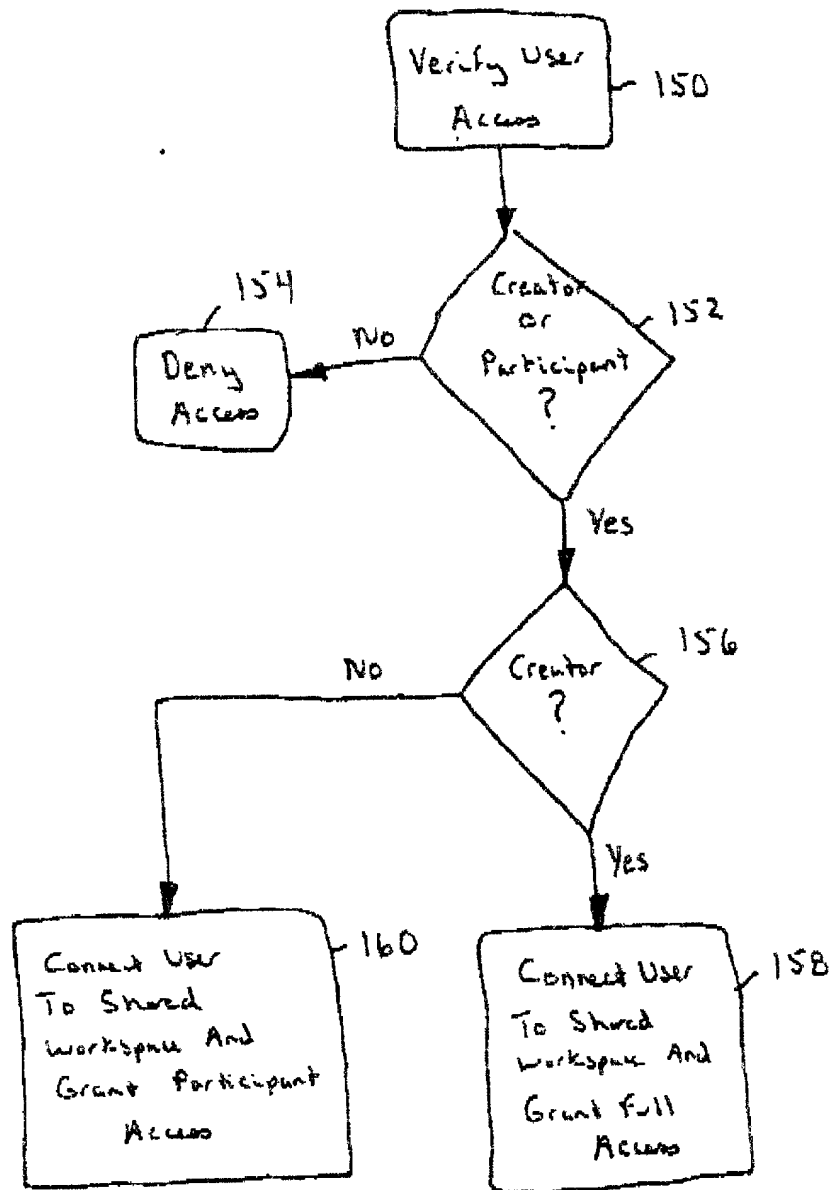 Verify User
Access
150
Creator
or
Participant
?
152
154
No
Deny
Access
Yes
Creator
?
156
No
Yes
Connect User
To Shared
Workspace And
Grant Participant
Access
160
Connect User
To Shared
Workspace And
Grant Full
Access
158